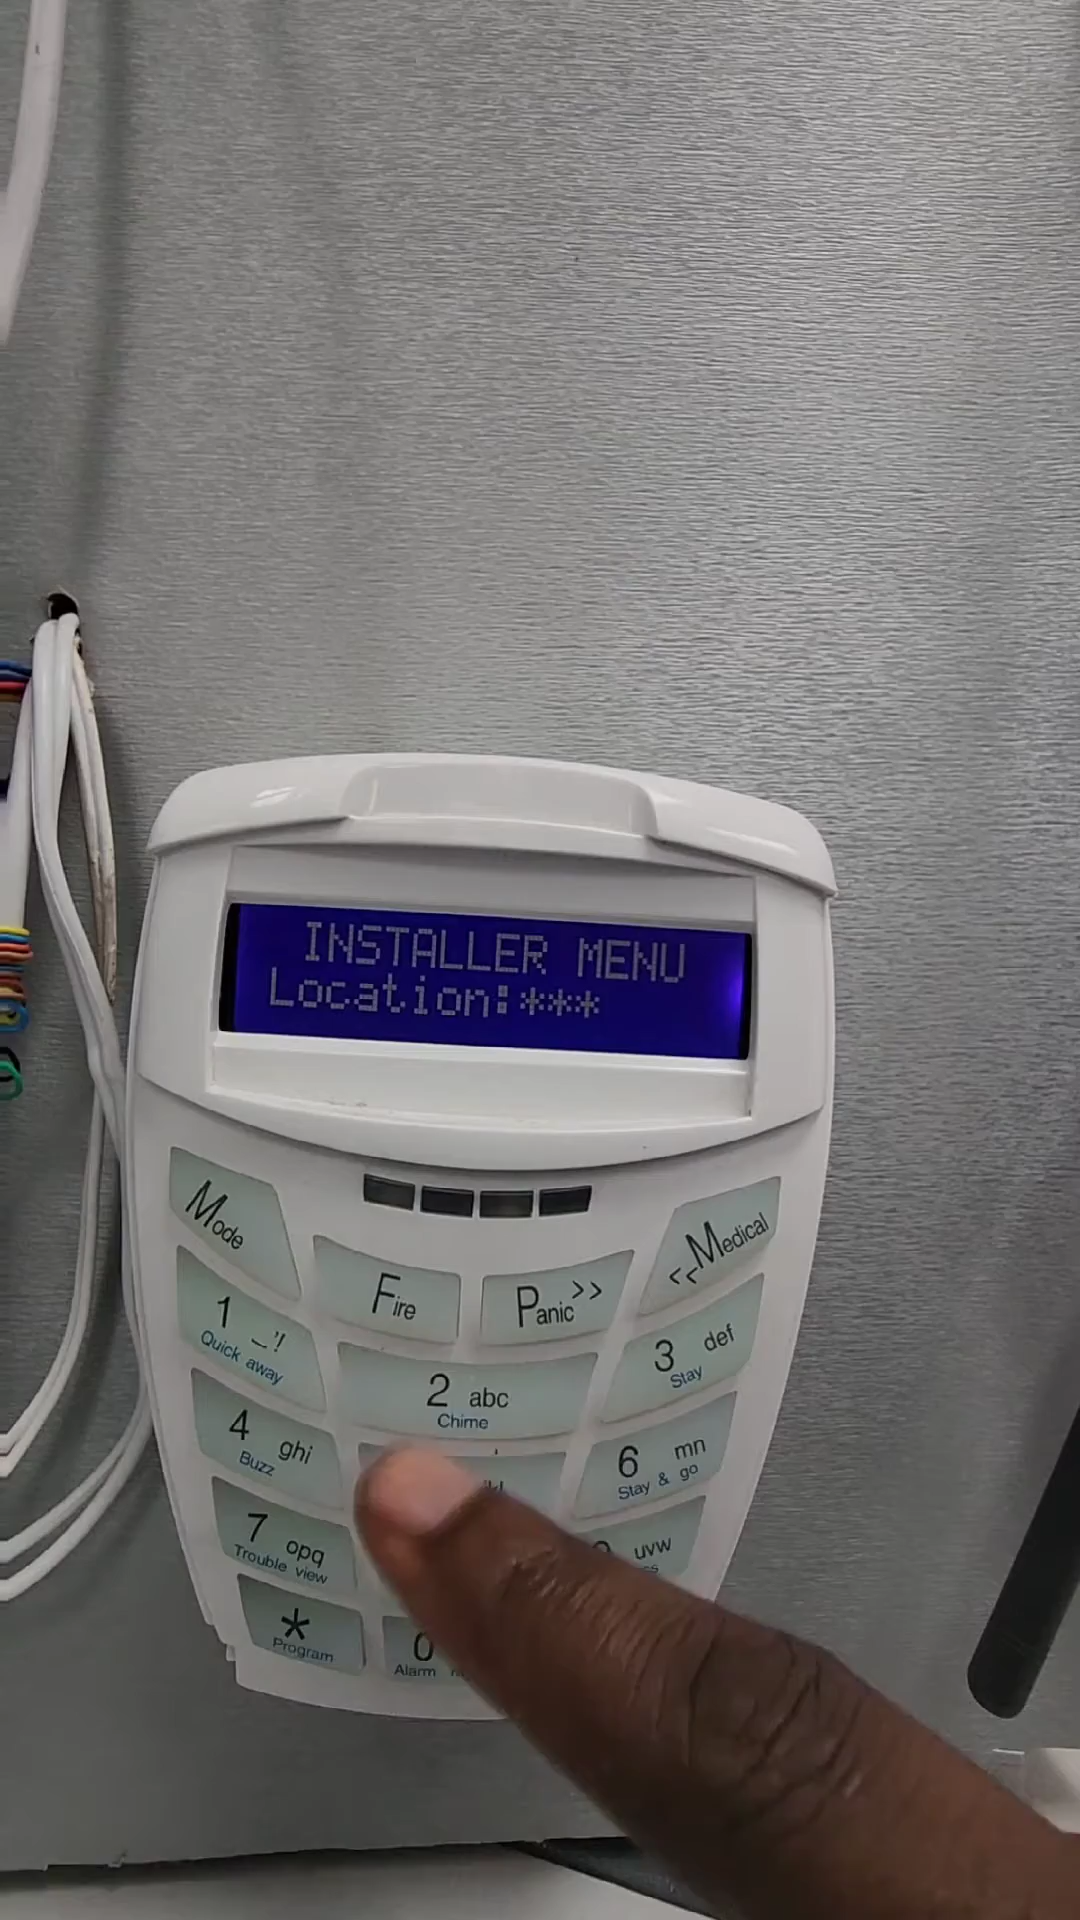 INSTALLER MENU
Location:***
Mode
Fire
Panic >>
<<Medical
1 _'!
Quick away
2 abc
Chime
3 def
Stay
4 ghi
Buzz
6 mn
Stay & go
7 opq
Trouble view
uvw
*
Program
0
Alarm